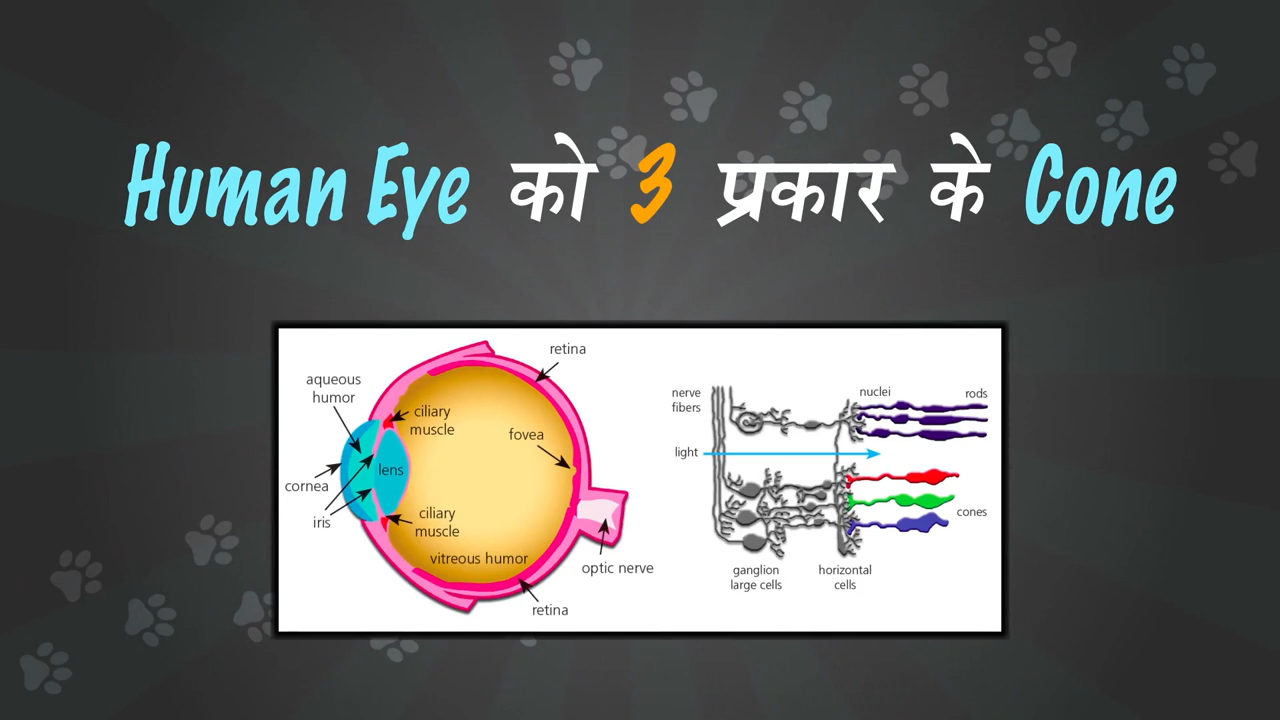 Human Eye को 3 प्रकार के Cone
retina
aqueous
humor
ciliary
muscle
fovea
lens
cornea
iris
ciliary
muscle
vitreous humor
optic nerve
retina
nerve
fibers
nuclei
rods
light
cones
ganglion
large cells
horizontal
cells